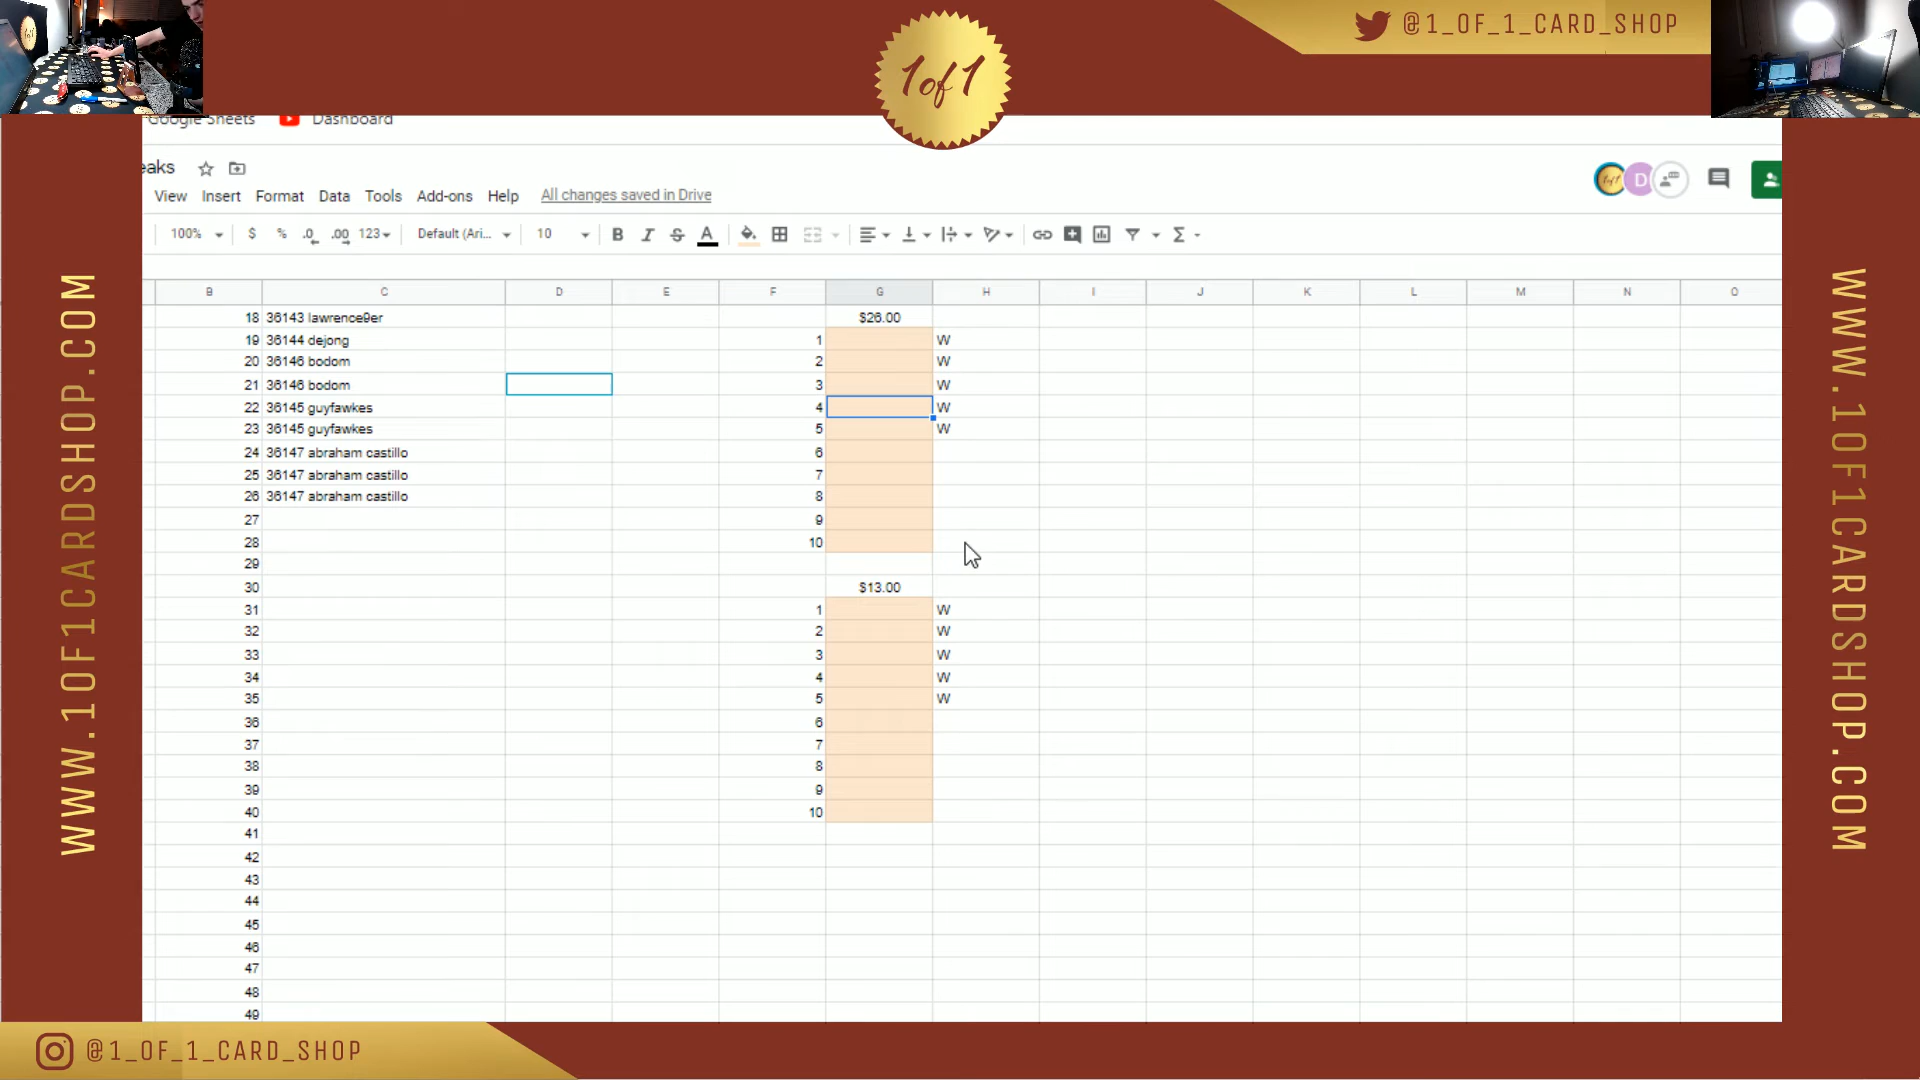 @1_OF_1_CARD_SHOP
1of1
Google Sheets Dashboard
eaks
View Insert Format Data Tools Add-ons Help All changes saved in Drive
D
100% $ % .0 .00 123 Default (Ari... 10 B I S A
B C D E F G H I J K L M N O
18 36143 lawrence9er $26.00
19 36144 dejong 1 W
20 36146 bodom 2 W
21 36146 bodom 3 W
22 36145 guyfawkes 4 W
23 36145 guyfawkes 5 W
24 36147 abraham castillo 6
25 36147 abraham castillo 7
26 36147 abraham castillo 8
27 9
28 10
29
30 $13.00
31 1 W
32 2 W
33 3 W
34 4 W
35 5 W
36 6
37 7
38 8
39 9
40 10
41
42
43
44
45
46
47
48
49
WWW.1OF1CARDSHOP.COM
WWW.1OF1CARDSHOP.COM
@1_OF_1_CARD_SHOP